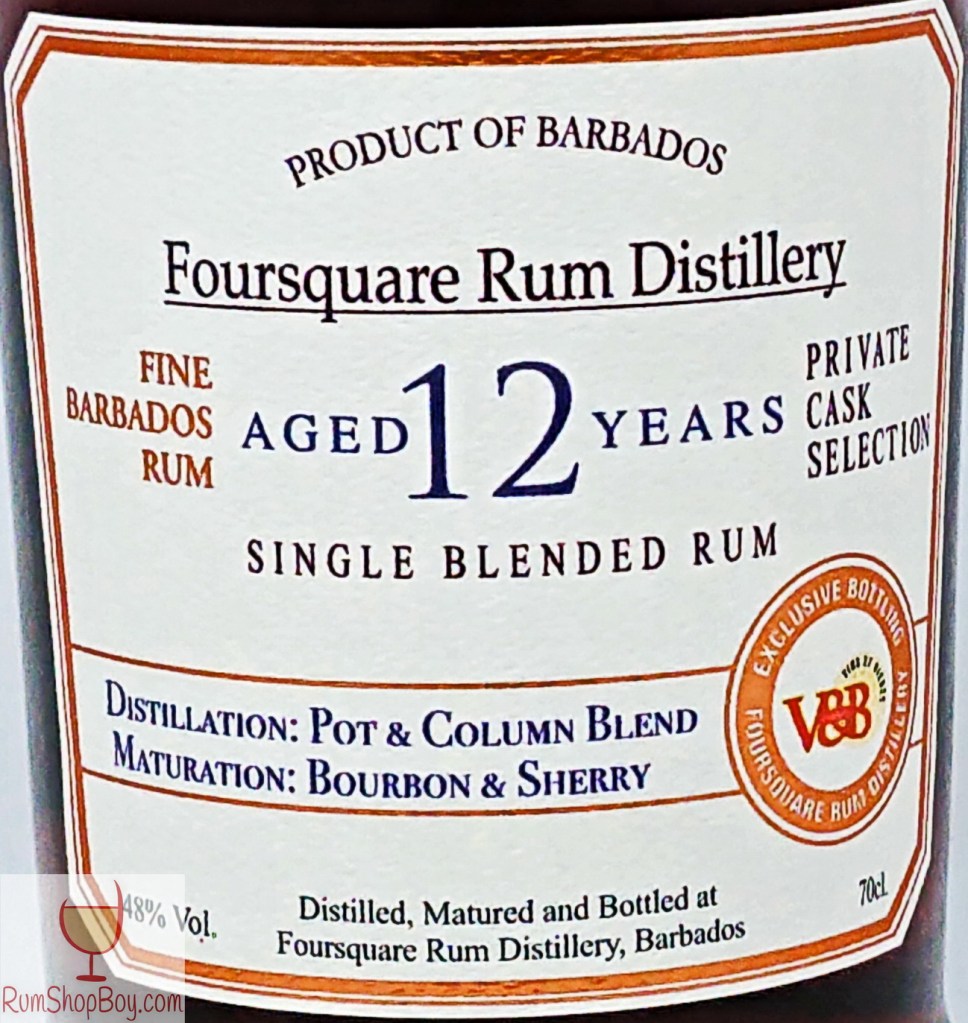 PRODUCT OF BARBADOS
Foursquare Rum Distillery
FINE
BARBADOS
RUM
AGED 12 YEARS
PRIVATE
CASK
SELECTION
SINGLE BLENDED RUM
EXCLUSIVE BOTTLING
V&B
FOURSQUARE RUM DISTILLERY
DISTILLATION: POT & COLUMN BLEND
MATURATION: BOURBON & SHERRY
48% Vol.
Distilled, Matured and Bottled at
Foursquare Rum Distillery, Barbados
70cl.
RumShopBoy.com